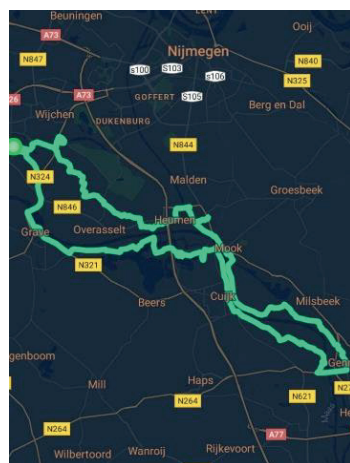 Beuningen
LENT
Ooij
A73
Nijmegen
N847
s100
S103
s106
N840
N325
A73
GOFFERT
S105
Berg en Dal
Wijchen
DUKENBURG
N844
Malden
N324
Groesbeek
N846
Heumen
Grave
Overasselt
Mook
N321
Cuijk
Milsbeek
Beers
Mill
Haps
N621
N264
A77
N264
Wanroij
Rijkevoort
Wilbertoord